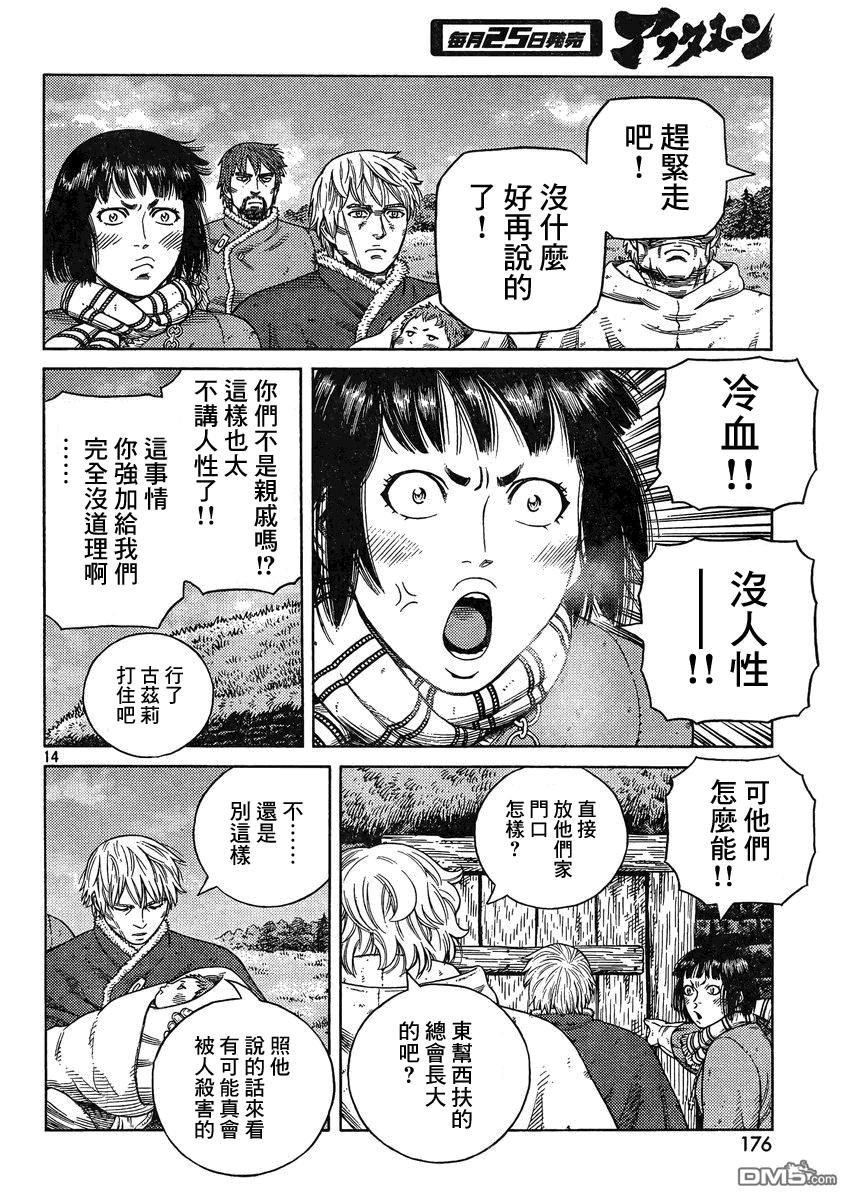 每月25日発売
アフタヌーン
趕緊走
吧！
沒什麼
好再說的
了！
冷血!!
沒人性
——!!
你們不是親戚嗎!?
這樣也太
不講人性了!!
這事情
你強加給我們
完全沒道理啊
……
行了
古茲莉
打住吧
14
可他們
怎麼能!!
直接
放他們家
門口
怎樣？
東幫西扶的
總會長大
的吧？
不……
還是
別這樣
照他
說的話來看
有可能真會
被人殺害的
176
DM5.com